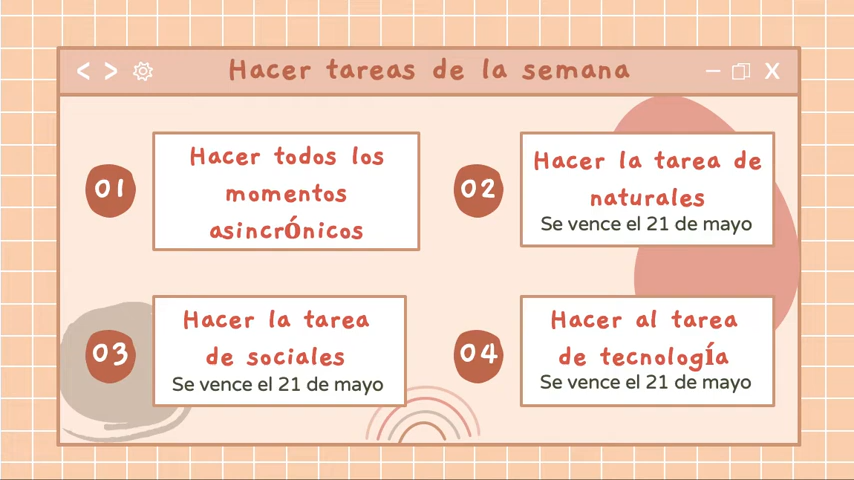 Hacer tareas de la semana
01
Hacer todos los
momentos
asincrónicos
02
Hacer la tarea de
naturales
Se vence el 21 de mayo
03
Hacer la tarea
de sociales
Se vence el 21 de mayo
04
Hacer al tarea
de tecnología
Se vence el 21 de mayo